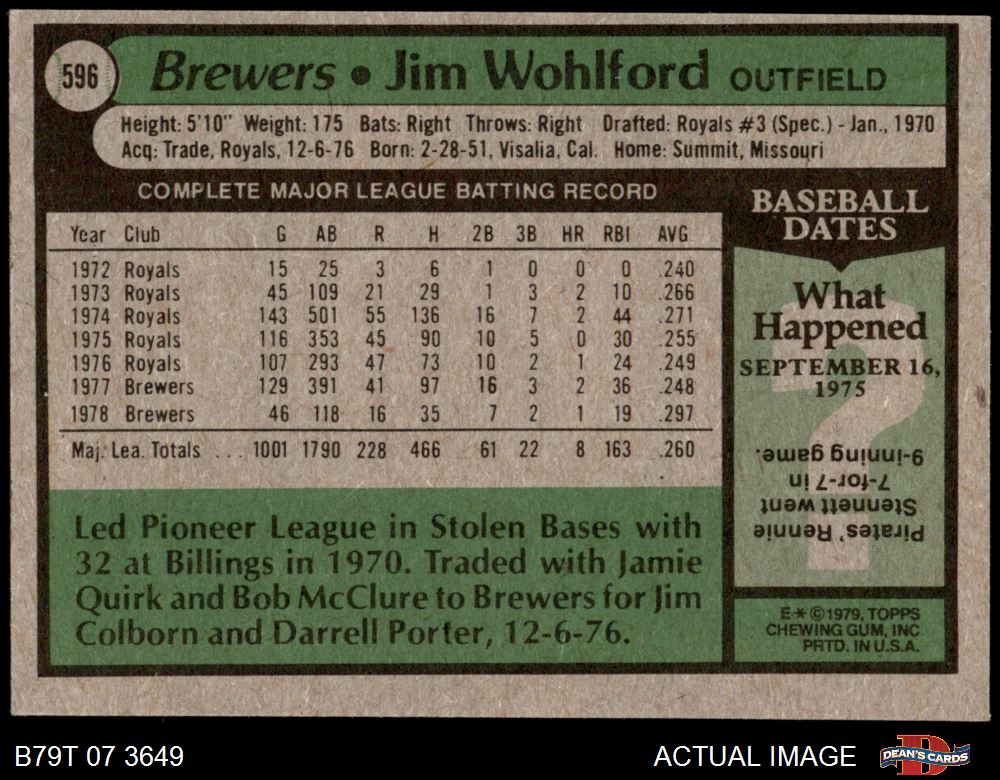 596 Brewers • Jim Wohlford OUTFIELD
Height: 5'10" Weight: 175 Bats: Right Throws: Right Drafted: Royals #3 (Spec.) - Jan., 1970
Acq: Trade, Royals, 12-6-76 Born: 2-28-51, Visalia, Cal. Home: Summit, Missouri
COMPLETE MAJOR LEAGUE BATTING RECORD
Year Club G AB R H 2B 3B HR RBI AVG.
1972 Royals 15 25 3 6 1 0 0 0 .240
1973 Royals 45 109 21 29 1 3 2 10 .266
1974 Royals 143 501 55 136 16 7 2 44 .271
1975 Royals 116 353 45 90 10 5 0 30 .255
1976 Royals 107 293 47 73 10 2 1 24 .249
1977 Brewers 129 391 41 97 16 3 2 36 .248
1978 Brewers 46 118 16 35 7 2 1 19 .297
Maj. Lea. Totals ... 1001 1790 228 466 61 22 8 163 .260
Led Pioneer League in Stolen Bases with
32 at Billings in 1970. Traded with Jamie
Quirk and Bob McClure to Brewers for Jim
Colborn and Darrell Porter, 12-6-76.
BASEBALL
DATES
What
Happened
SEPTEMBER 16,
1975
Pirates' Rennie
Stennett went
7-for-7 in
9-inning game.
E-* ©1979, TOPPS
CHEWING GUM, INC
PRTD. IN U.S.A.
B79T 07 3649 ACTUAL IMAGE
DEAN'S CARDS